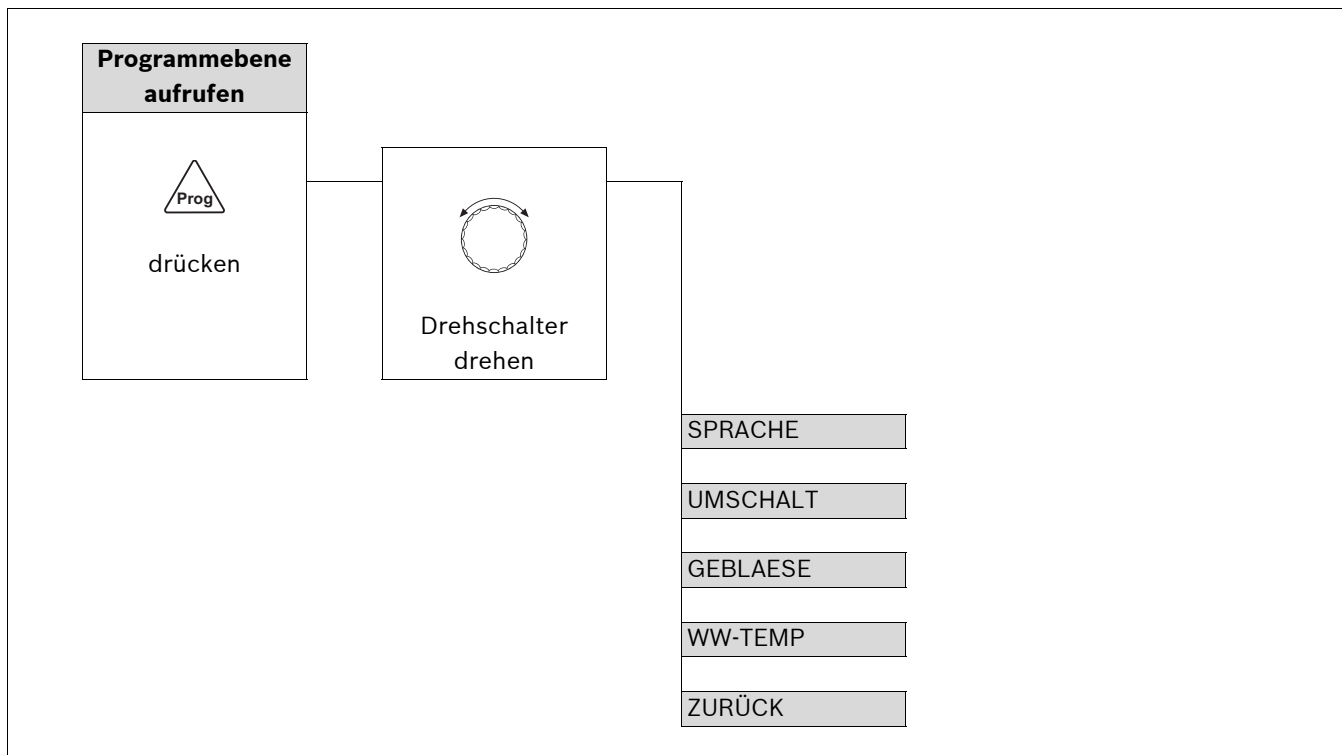 Programmebene
aufrufen
Prog
drücken
Drehschalter
drehen
SPRACHE
UMSCHALT
GEBLAESE
WW-TEMP
ZURÜCK